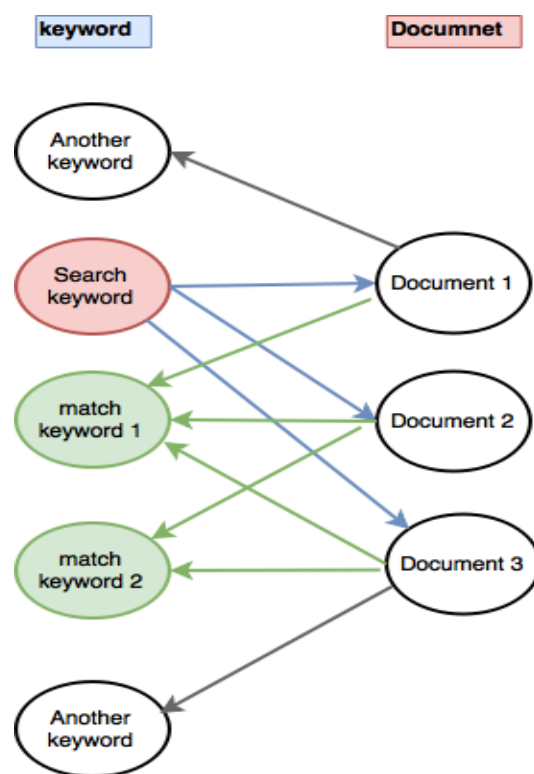 keyword
Documnet
Another
keyword
Search
keyword
Document 1
match
keyword 1
Document 2
match
keyword 2
Document 3
Another
keyword